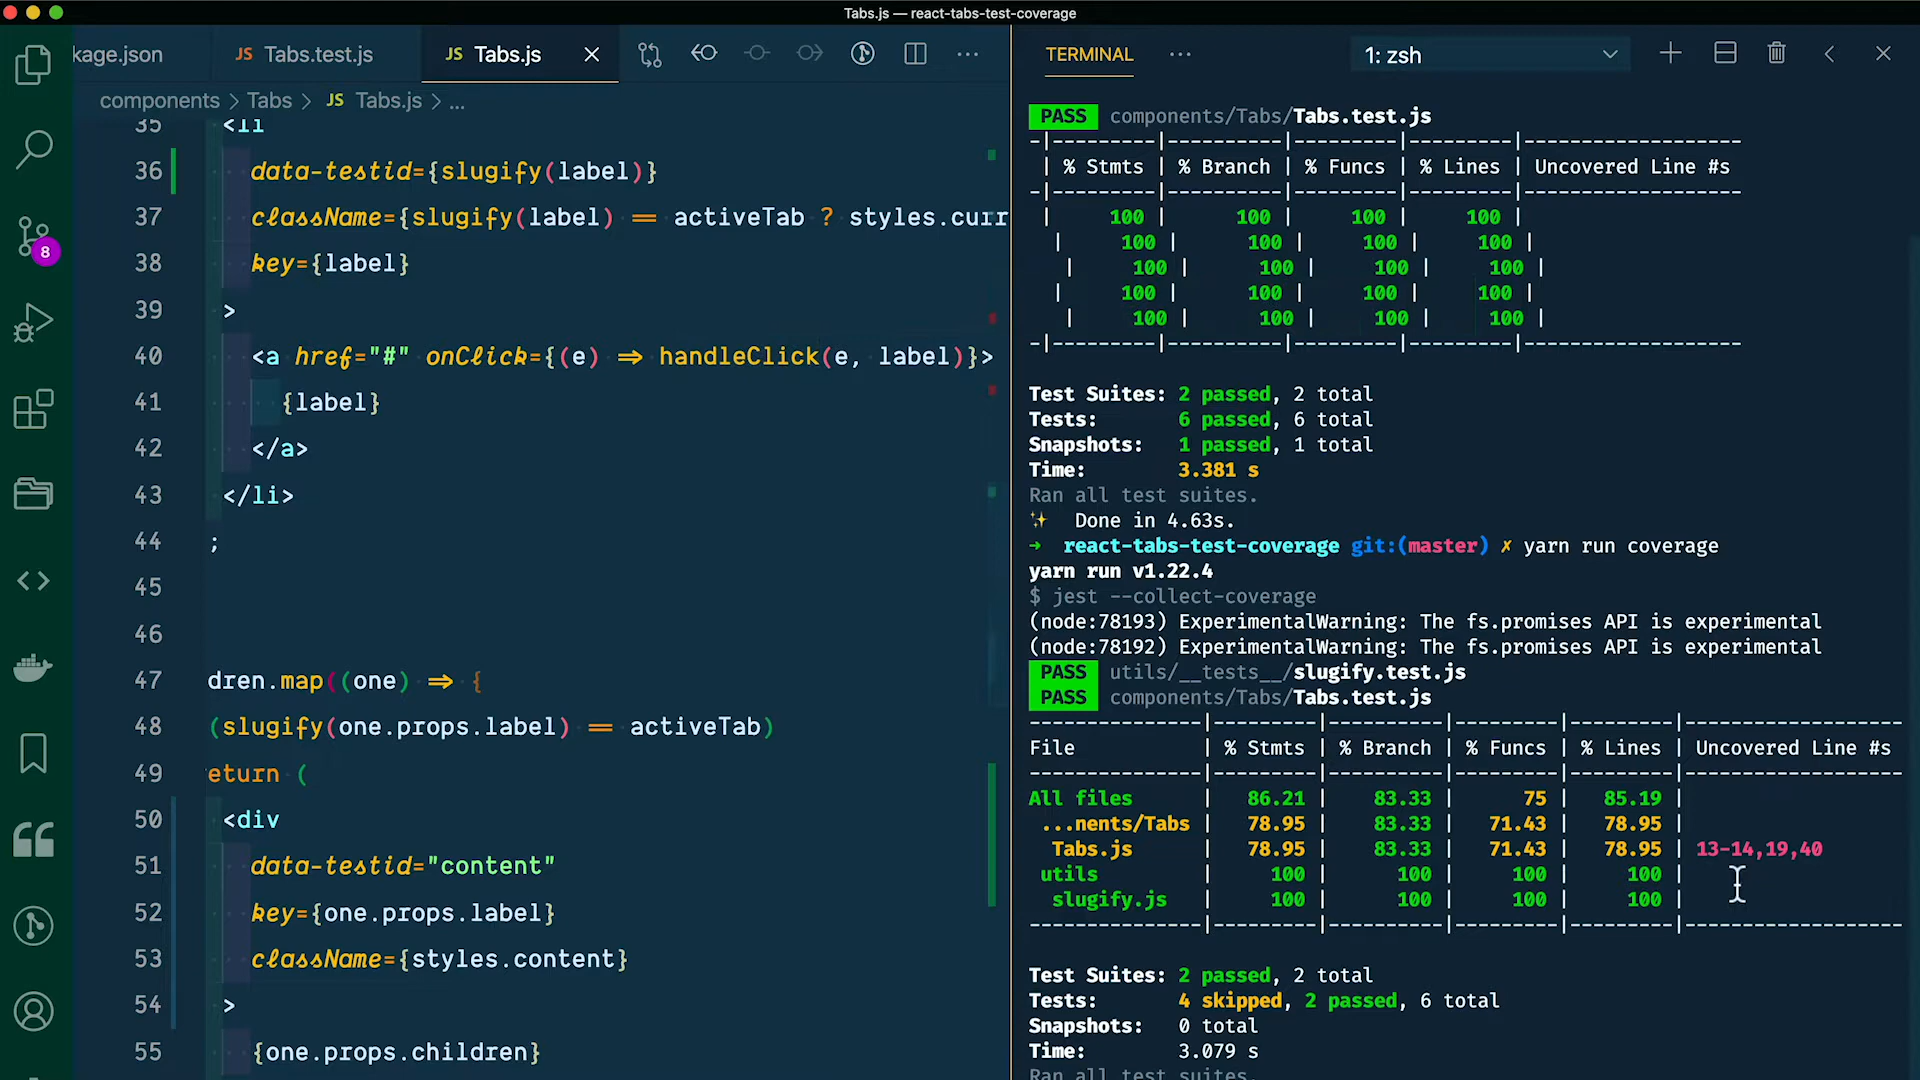 Tabs.js — react-tabs-test-coverage
kage.json
JS Tabs.test.js
JS Tabs.js
components > Tabs > JS Tabs.js > ...
35 <li
36 data-testid={slugify(label)}
37 className={slugify(label) == activeTab ? styles.curr
38 key={label}
39 >
40 <a href="#" onClick={(e) => handleClick(e, label)}>
41 {label}
42 </a>
43 </li>
44 ;
45
46
47 dren.map((one) => {
48 (slugify(one.props.label) == activeTab)
49 eturn (
50 <div
51 data-testid="content"
52 key={one.props.label}
53 className={styles.content}
54 >
55 {one.props.children}
8
TERMINAL ...
1: zsh
PASS components/Tabs/Tabs.test.js
-|---------|----------|---------|---------|-------------------
| % Stmts | % Branch | % Funcs | % Lines | Uncovered Line #s
-|---------|----------|---------|---------|-------------------
| 100 | 100 | 100 | 100 |
| 100 | 100 | 100 | 100 |
| 100 | 100 | 100 | 100 |
| 100 | 100 | 100 | 100 |
| 100 | 100 | 100 | 100 |
-|---------|----------|---------|---------|-------------------
Test Suites: 2 passed, 2 total
Tests: 6 passed, 6 total
Snapshots: 1 passed, 1 total
Time: 3.381 s
Ran all test suites.
✨ Done in 4.63s.
→ react-tabs-test-coverage git:(master) ✗ yarn run coverage
yarn run v1.22.4
$ jest --collect-coverage
(node:78193) ExperimentalWarning: The fs.promises API is experimental
(node:78192) ExperimentalWarning: The fs.promises API is experimental
PASS utils/__tests__/slugify.test.js
PASS components/Tabs/Tabs.test.js
---------------|---------|----------|---------|---------|-------------------
File | % Stmts | % Branch | % Funcs | % Lines | Uncovered Line #s
---------------|---------|----------|---------|---------|-------------------
All files | 86.21 | 83.33 | 75 | 85.19 |
...nents/Tabs | 78.95 | 83.33 | 71.43 | 78.95 |
Tabs.js | 78.95 | 83.33 | 71.43 | 78.95 | 13-14,19,40
utils | 100 | 100 | 100 | 100 |
slugify.js | 100 | 100 | 100 | 100 |
---------------|---------|----------|---------|---------|-------------------
Test Suites: 2 passed, 2 total
Tests: 4 skipped, 2 passed, 6 total
Snapshots: 0 total
Time: 3.079 s
Ran all test suites.